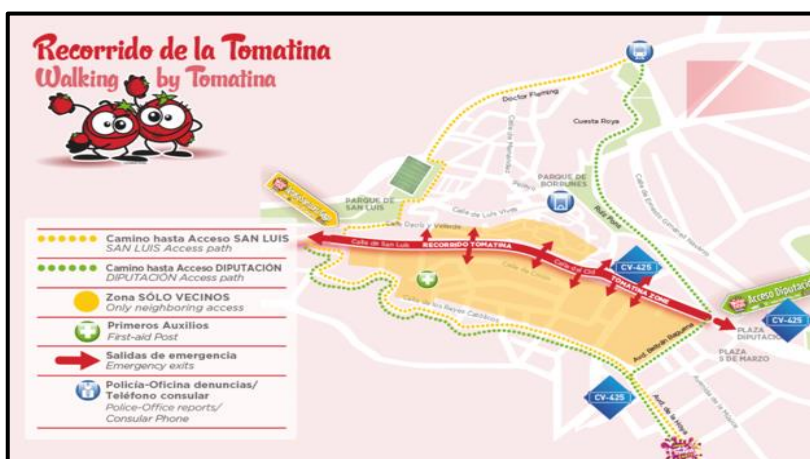 Recorrido de la Tomatina
Walking by Tomatina
Doctor Fleming
Cuesta Roya
PARQUE DE
BORRUNES
PARQUE DE
SAN LUIS
Calle de San Luis
RECORRIDO TOMATINA
Calle del Cid
TOMATINA ZONE
CV-425
Acceso Diputación
CV-425
PLAZA
DIPUTACIÓN
PLAZA
5 DE MARZO
Calle de los Reyes Católicos
CV-425
Camino hasta Acceso SAN LUIS
SAN LUIS Access path
Camino hasta Acceso DIPUTACIÓN
DIPUTACIÓN Access path
Zona SÓLO VECINOS
Only neighboring access
Primeros Auxilios
First-aid Post
Salidas de emergencia
Emergency exits
Policía-Oficina denuncias/
Teléfono consular
Police-Office reports/
Consular Phone